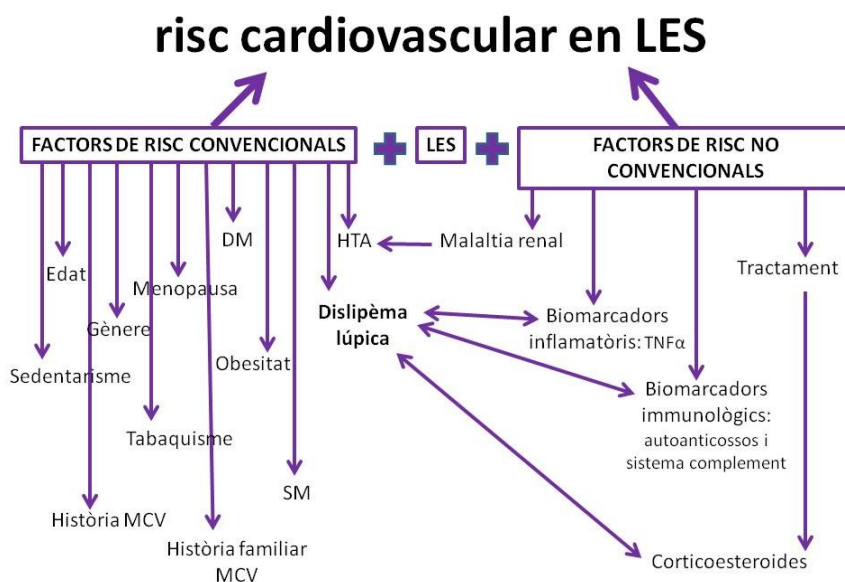 risc cardiovascular en LES
FACTORS DE RISC CONVENCIONALS
LES
FACTORS DE RISC NO
CONVENCIONALS
DM
HTA
Malaltia renal
Edat
Tractament
Menopausa
Gènere
Dislipèma
lúpica
Biomarcadors
inflamatòris: TNFα
Sedentarisme
Obesitat
Biomarcadors
immunològics:
autoanticossos i
sistema complement
Tabaquisme
SM
Història MCV
Història familiar
MCV
Corticoesteroides